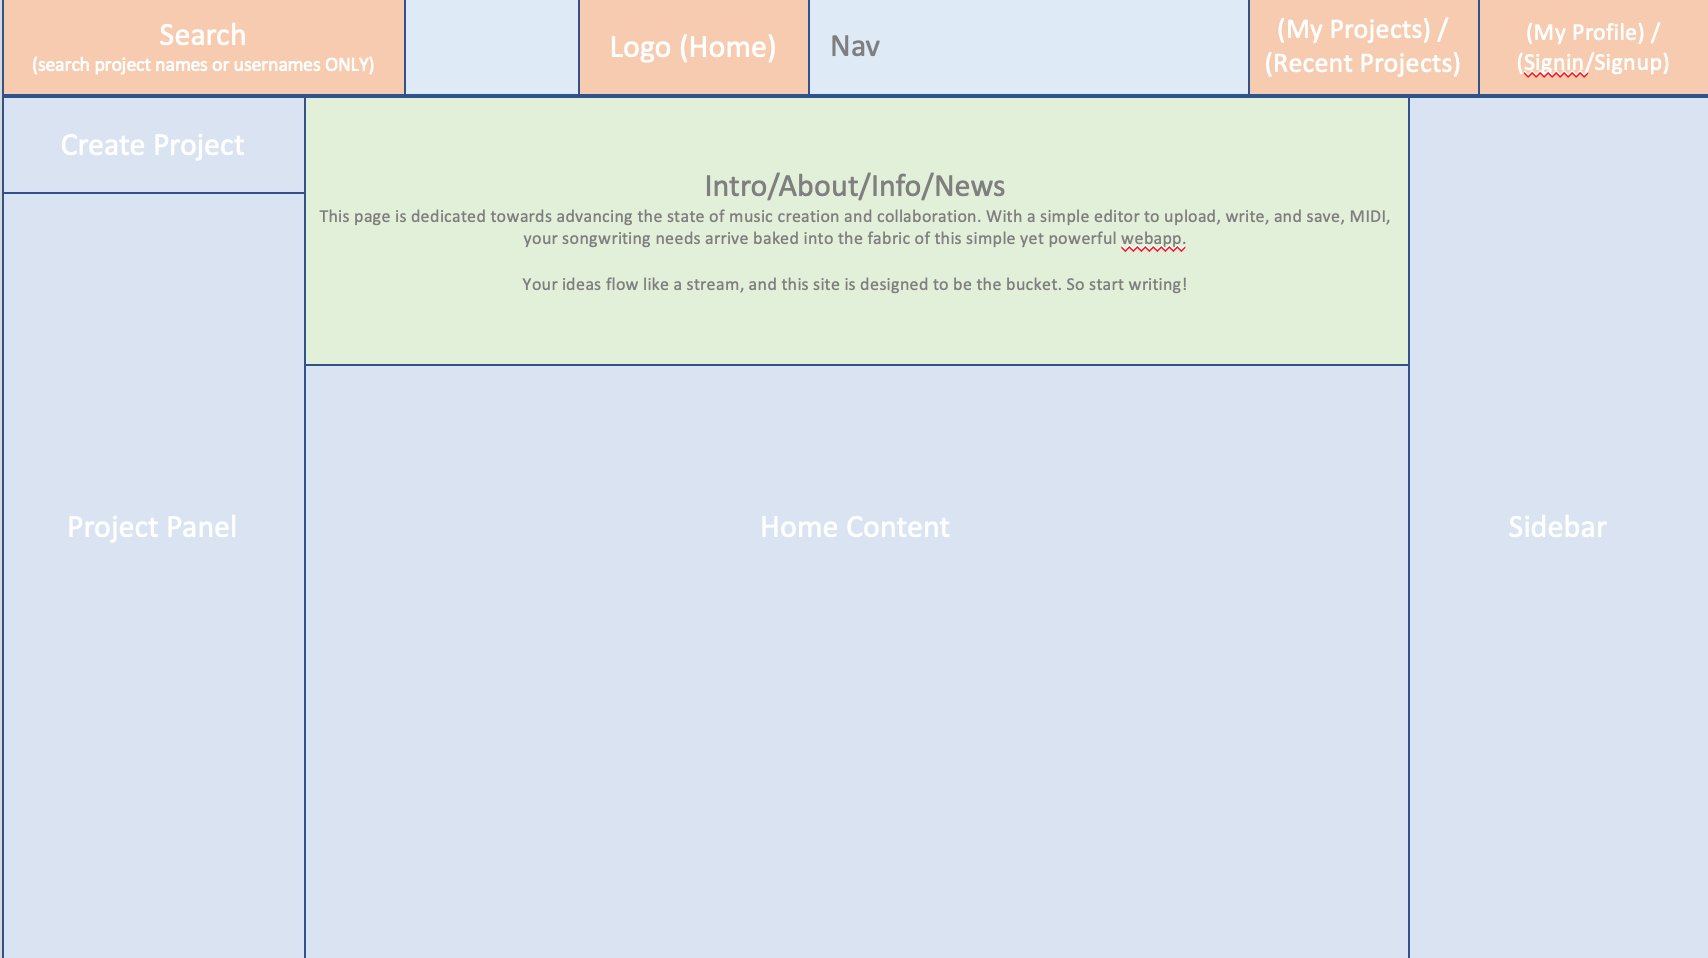 Search
(search project names or usernames ONLY)
Logo (Home)
Nav
(My Projects) /
(Recent Projects)
(My Profile) /
(Signin/Signup)
Create Project
Intro/About/Info/News
This page is dedicated towards advancing the state of music creation and collaboration. With a simple editor to upload, write, and save, MIDI,
your songwriting needs arrive baked into the fabric of this simple yet powerful webapp.
Your ideas flow like a stream, and this site is designed to be the bucket. So start writing!
Project Panel
Home Content
Sidebar